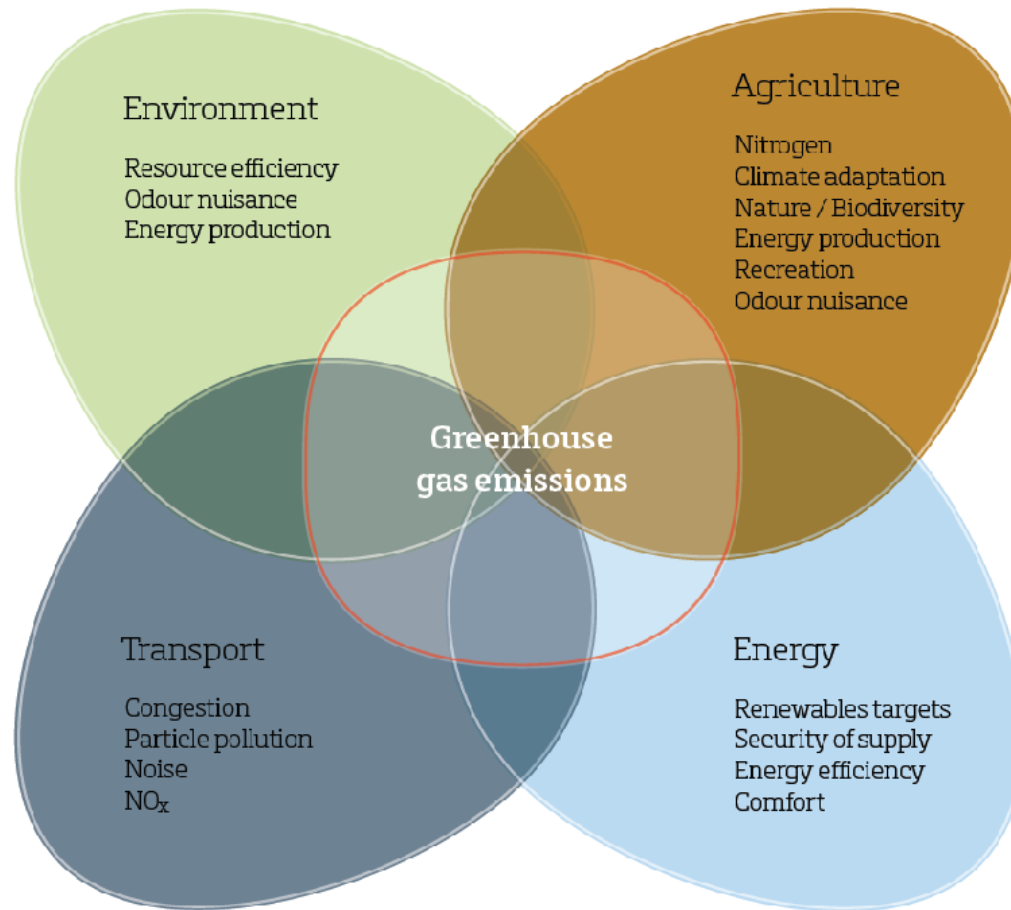 Environment
Resource efficiency
Odour nuisance
Energy production
Agriculture
Nitrogen
Climate adaptation
Nature / Biodiversity
Energy production
Recreation
Odour nuisance
Greenhouse
gas emissions
Transport
Congestion
Particle pollution
Noise
NOₓ
Energy
Renewables targets
Security of supply
Energy efficiency
Comfort